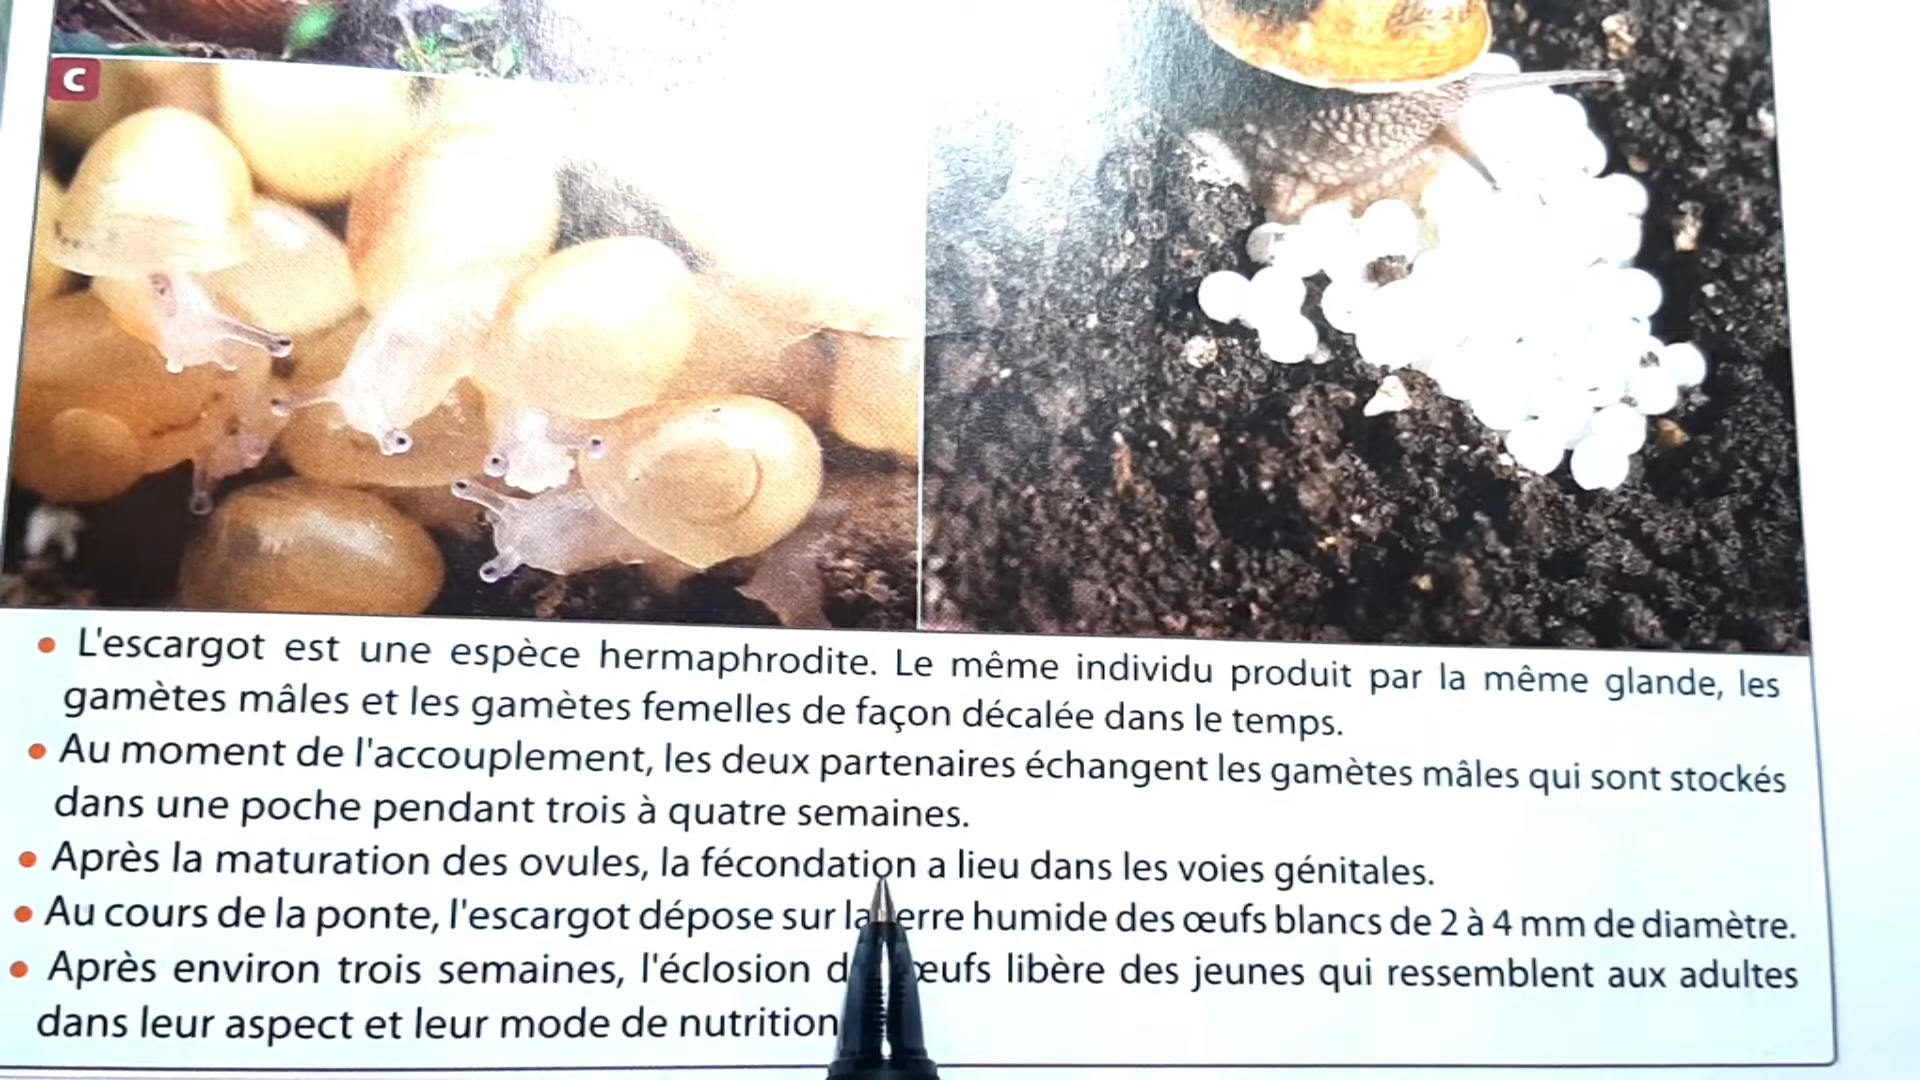 C
• L'escargot est une espèce hermaphrodite. Le même individu produit par la même glande, les
gamètes mâles et les gamètes femelles de façon décalée dans le temps.
• Au moment de l'accouplement, les deux partenaires échangent les gamètes mâles qui sont stockés
dans une poche pendant trois à quatre semaines.
• Après la maturation des ovules, la fécondation a lieu dans les voies génitales.
• Au cours de la ponte, l'escargot dépose sur la erre humide des œufs blancs de 2 à 4 mm de diamètre.
• Après environ trois semaines, l'éclosion d œufs libère des jeunes qui ressemblent aux adultes
dans leur aspect et leur mode de nutrition